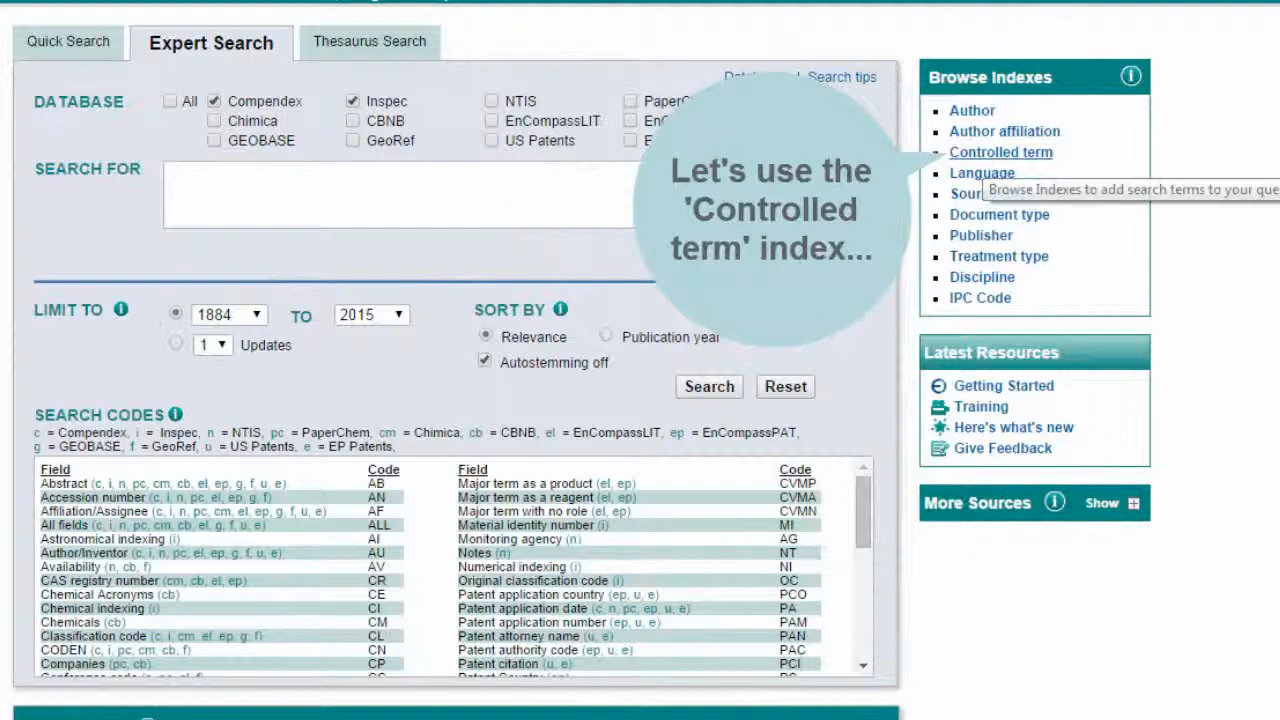 Quick Search
Expert Search
Thesaurus Search
Search tips
DATABASE
All
Compendex
Inspec
NTIS
Chimica
CBNB
EnCompassLIT
GEOBASE
GeoRef
US Patents
SEARCH FOR
Let's use the
'Controlled
term' index...
LIMIT TO
1884
TO
2015
1
Updates
SORT BY
Relevance
Publication year
Autostemming off
Search
Reset
SEARCH CODES
c = Compendex, i = Inspec, n = NTIS, pc = PaperChem, cm = Chimica, cb = CBNB, el = EnCompassLIT, ep = EnCompassPAT,
g = GEOBASE, f = GeoRef, u = US Patents, e = EP Patents,
Field Code
Abstract (c, i, n, pc, cm, cb, el, ep, g, f, u, e) AB
Accession number (c, i, n, pc, el, ep, g, f) AN
Affiliation/Assignee (c, i, n, pc, cm, el, ep, g, f, u, e) AF
All fields (c, i, n, pc, cm, cb, el, g, f, u, e) ALL
Astronomical indexing (i) AI
Author/Inventor (c, i, n, pc, el, ep, g, f, u, e) AU
Availability (n, cb, f) AV
CAS registry number (cm, cb, el, ep) CR
Chemical Acronyms (cb) CE
Chemical indexing (i) CI
Chemicals (cb) CM
Classification code (c, i, cm, el, ep, g, f) CL
CODEN (c, i, pc, cm, cb, f) CN
Companies (pc, cb) CP
Field Code
Major term as a product (el, ep) CVMP
Major term as a reagent (el, ep) CVMA
Major term with no role (el, ep) CVMN
Material identity number (i) MI
Monitoring agency (n) AG
Notes (n) NT
Numerical indexing (i) NI
Original classification code (i) OC
Patent application country (ep, u, e) PCO
Patent application date (c, n, pc, ep, u, e) PA
Patent application number (ep, u, e) PAM
Patent attorney name (u, e) PAN
Patent authority code (ep, u, e) PAC
Patent citation (u, e) PCI
Browse Indexes
Author
Author affiliation
Controlled term
Language
Browse Indexes to add search terms to your
Document type
Publisher
Treatment type
Discipline
IPC Code
Latest Resources
Getting Started
Training
Here's what's new
Give Feedback
More Sources
Show